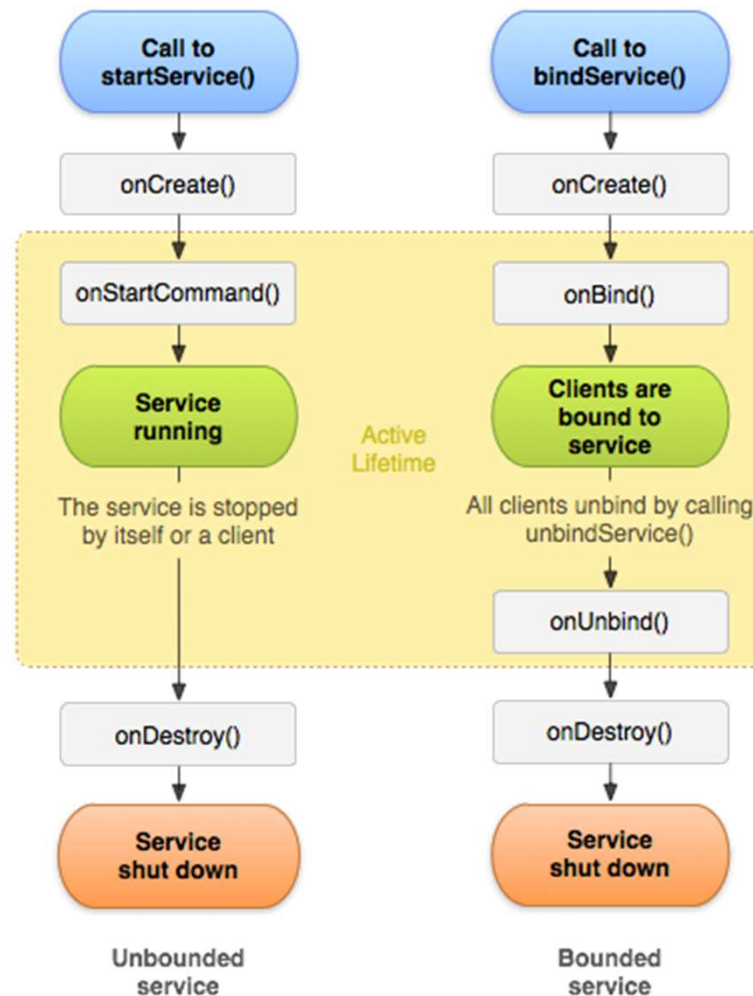 Call to
startService()
onCreate()
onStartCommand()
Service
running
The service is stopped
by itself or a client
onDestroy()
Service
shut down
Unbounded
service
Active
Lifetime
Call to
bindService()
onCreate()
onBind()
Clients are
bound to
service
All clients unbind by calling
unbindService()
onUnbind()
onDestroy()
Service
shut down
Bounded
service